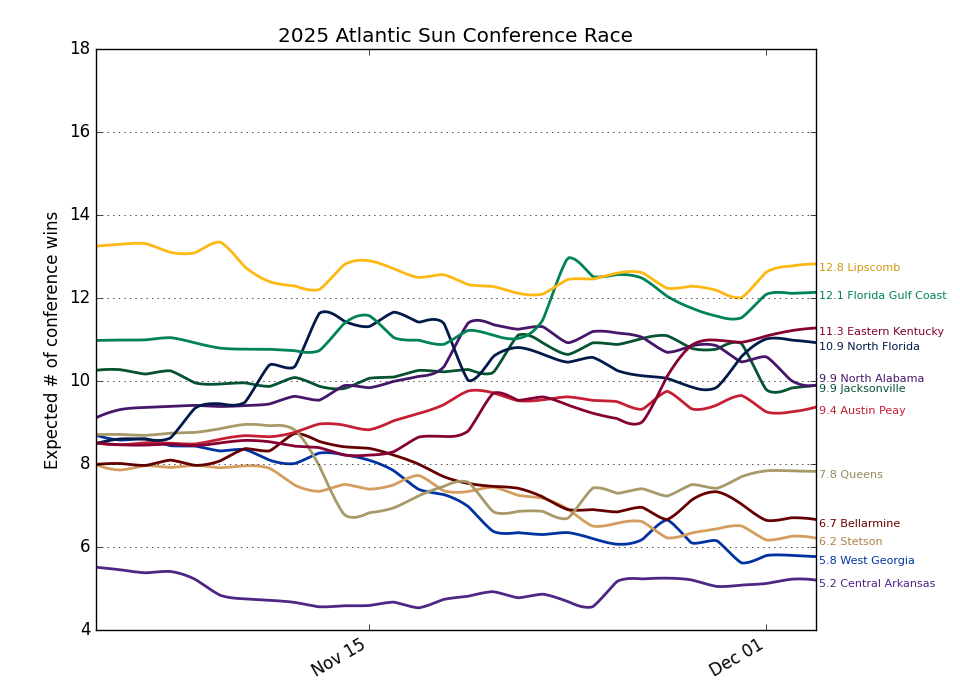 2025 Atlantic Sun Conference Race
Expected # of conference wins
18
16
14
12
10
8
6
4
Nov 15
Dec 01
12.8 Lipscomb
12.1 Florida Gulf Coast
11.3 Eastern Kentucky
10.9 North Florida
9.9 North Alabama
9.9 Jacksonville
9.4 Austin Peay
7.8 Queens
6.7 Bellarmine
6.2 Stetson
5.8 West Georgia
5.2 Central Arkansas